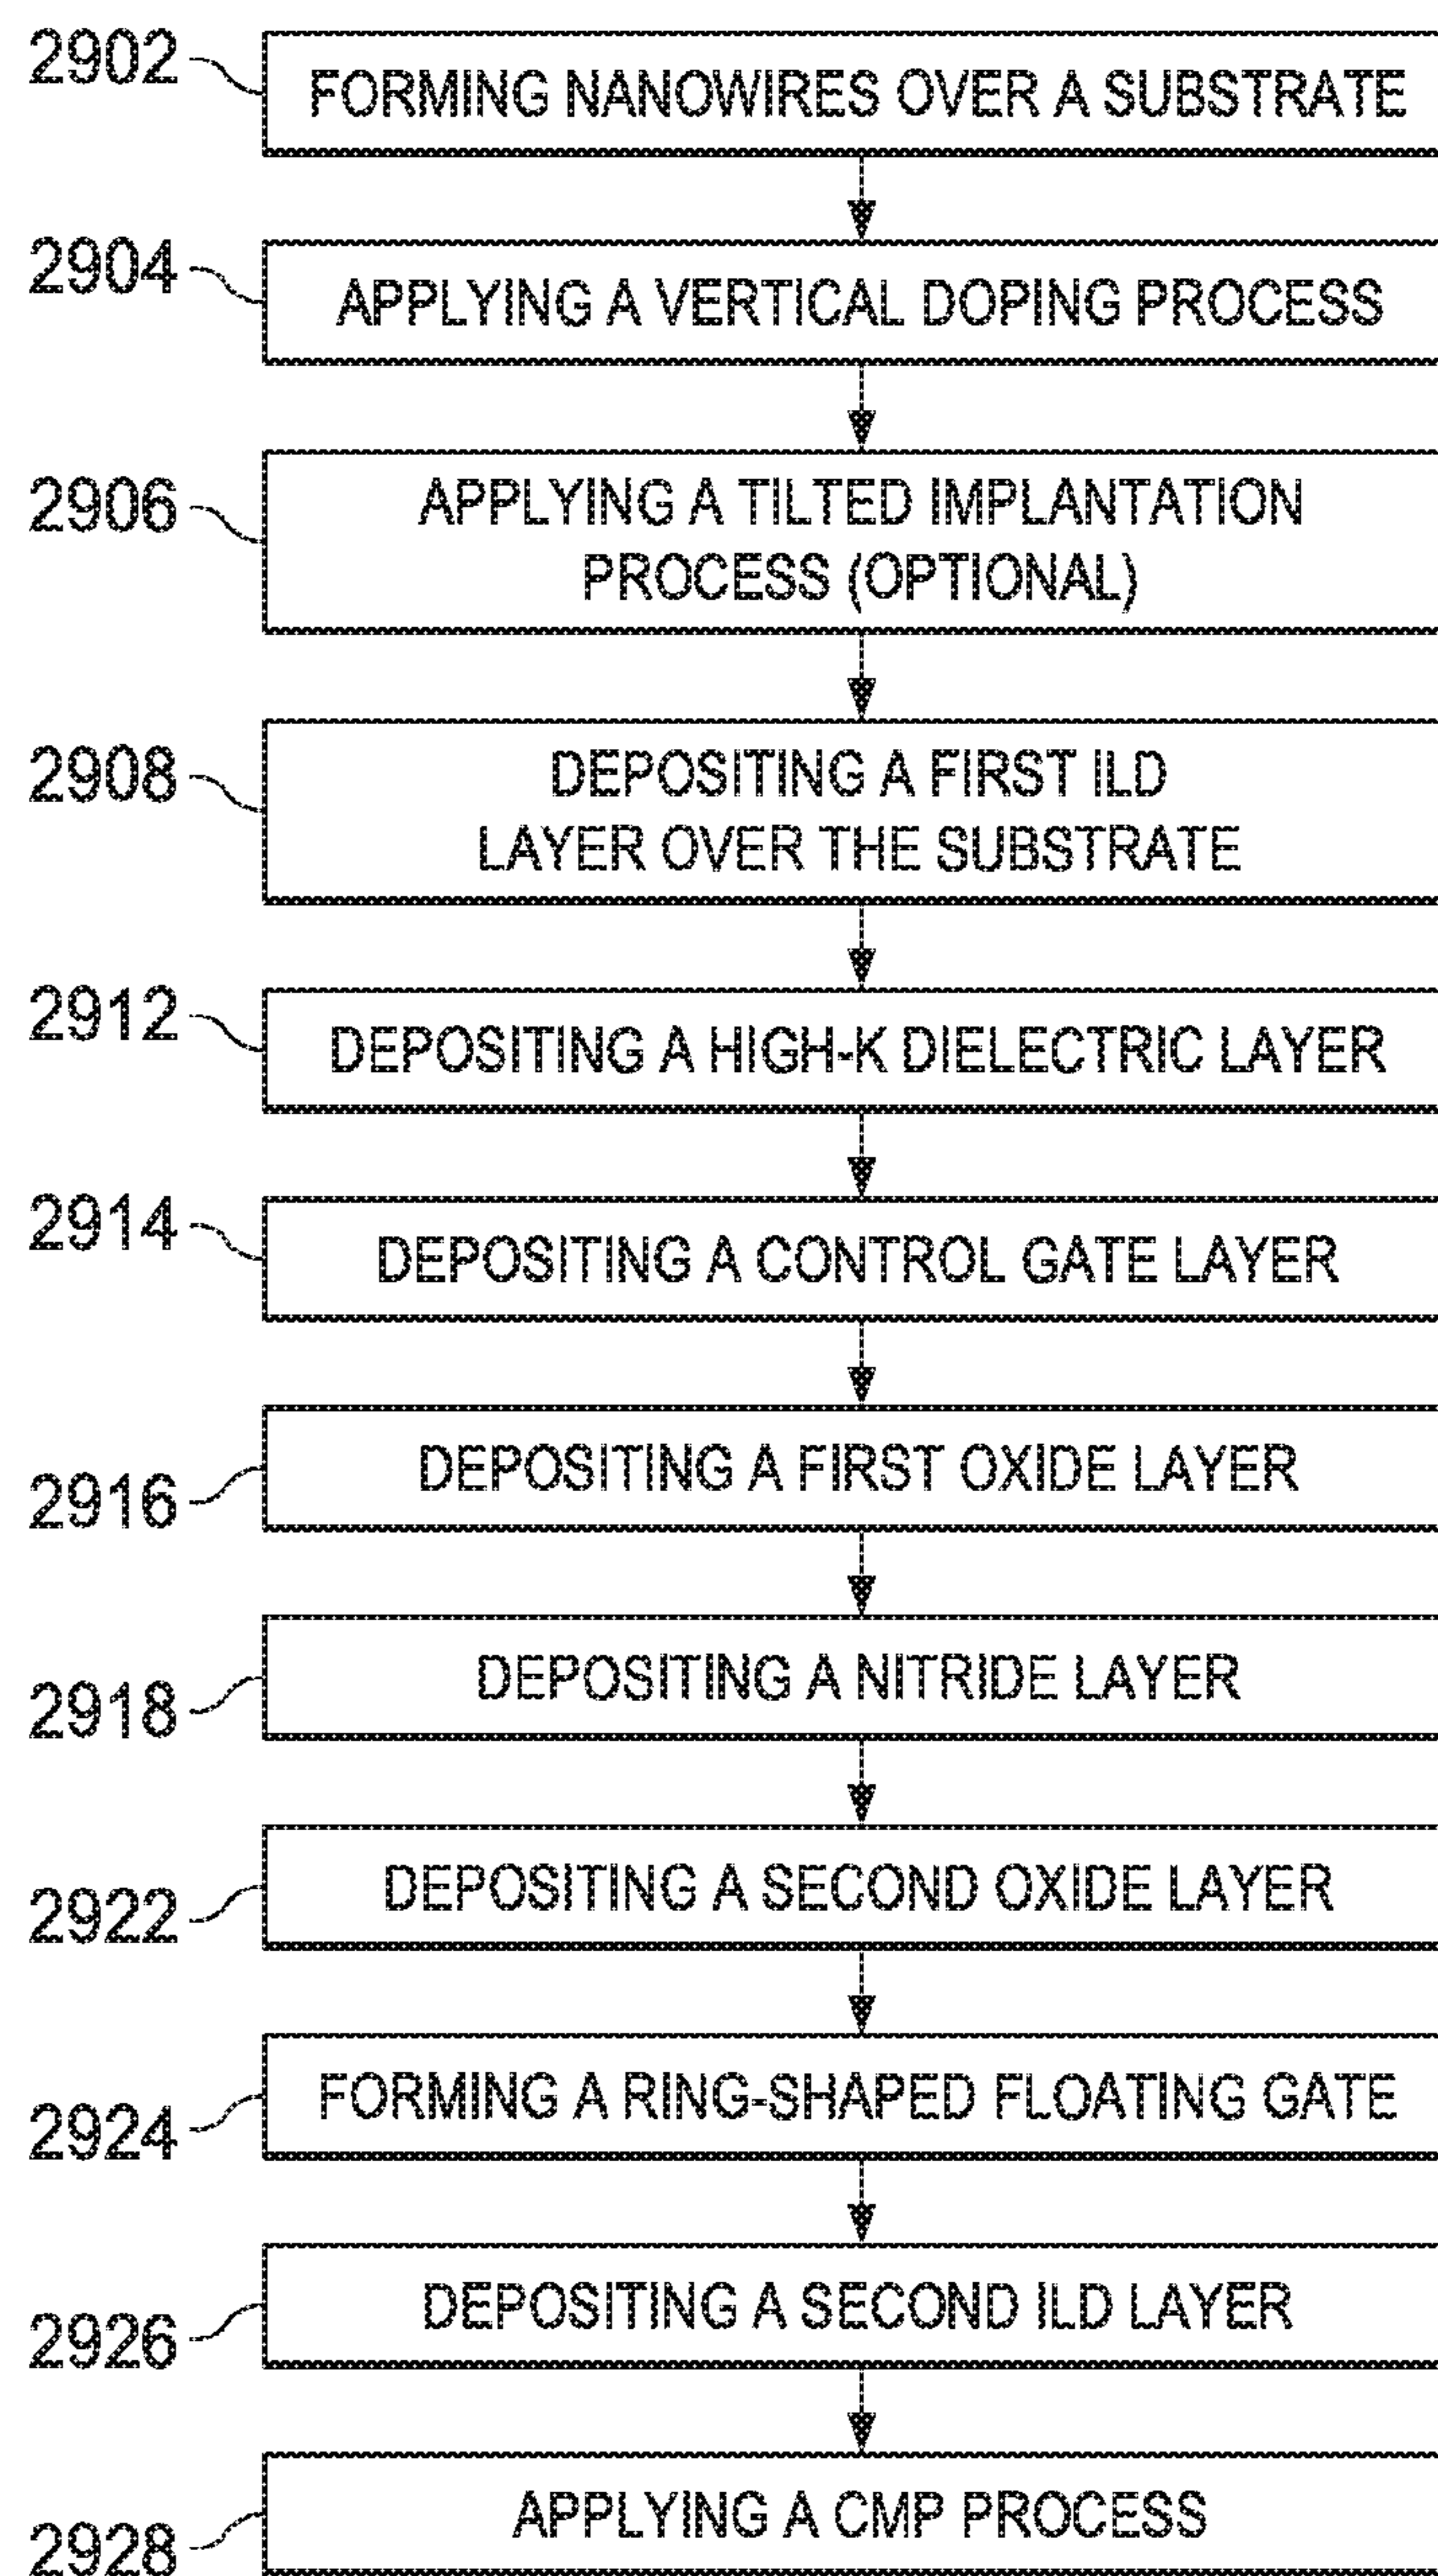 2902
FORMING NANOWIRES OVER A SUBSTRATE
2904
APPLYING A VERTICAL DOPING PROCESS
2906
APPLYING A TILTED IMPLANTATION
PROCESS (OPTIONAL)
2908
DEPOSITING A FIRST ILD
LAYER OVER THE SUBSTRATE
2912
DEPOSITING A HIGH-K DIELECTRIC LAYER
2914
DEPOSITING A CONTROL GATE LAYER
2916
DEPOSITING A FIRST OXIDE LAYER
2918
DEPOSITING A NITRIDE LAYER
2922
DEPOSITING A SECOND OXIDE LAYER
2924
FORMING A RING-SHAPED FLOATING GATE
2926
DEPOSITING A SECOND ILD LAYER
2928
APPLYING A CMP PROCESS